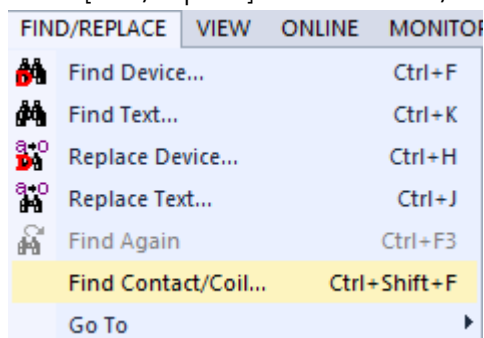 FIND/REPLACE VIEW ONLINE MONITOR
Find Device... Ctrl+F
Find Text... Ctrl+K
Replace Device... Ctrl+H
Replace Text... Ctrl+J
Find Again Ctrl+F3
Find Contact/Coil... Ctrl+Shift+F
Go To